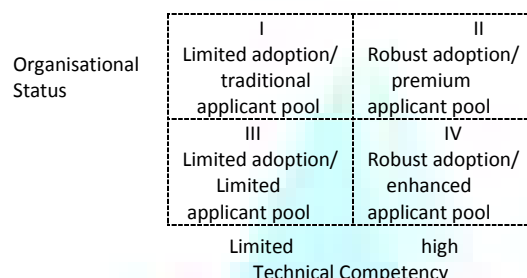 Organisational
Status
I
Limited adoption/
traditional
applicant pool
II
Robust adoption/
premium
applicant pool
III
Limited adoption/
Limited
applicant pool
IV
Robust adoption/
enhanced
applicant pool
Limited
high
Technical Competency